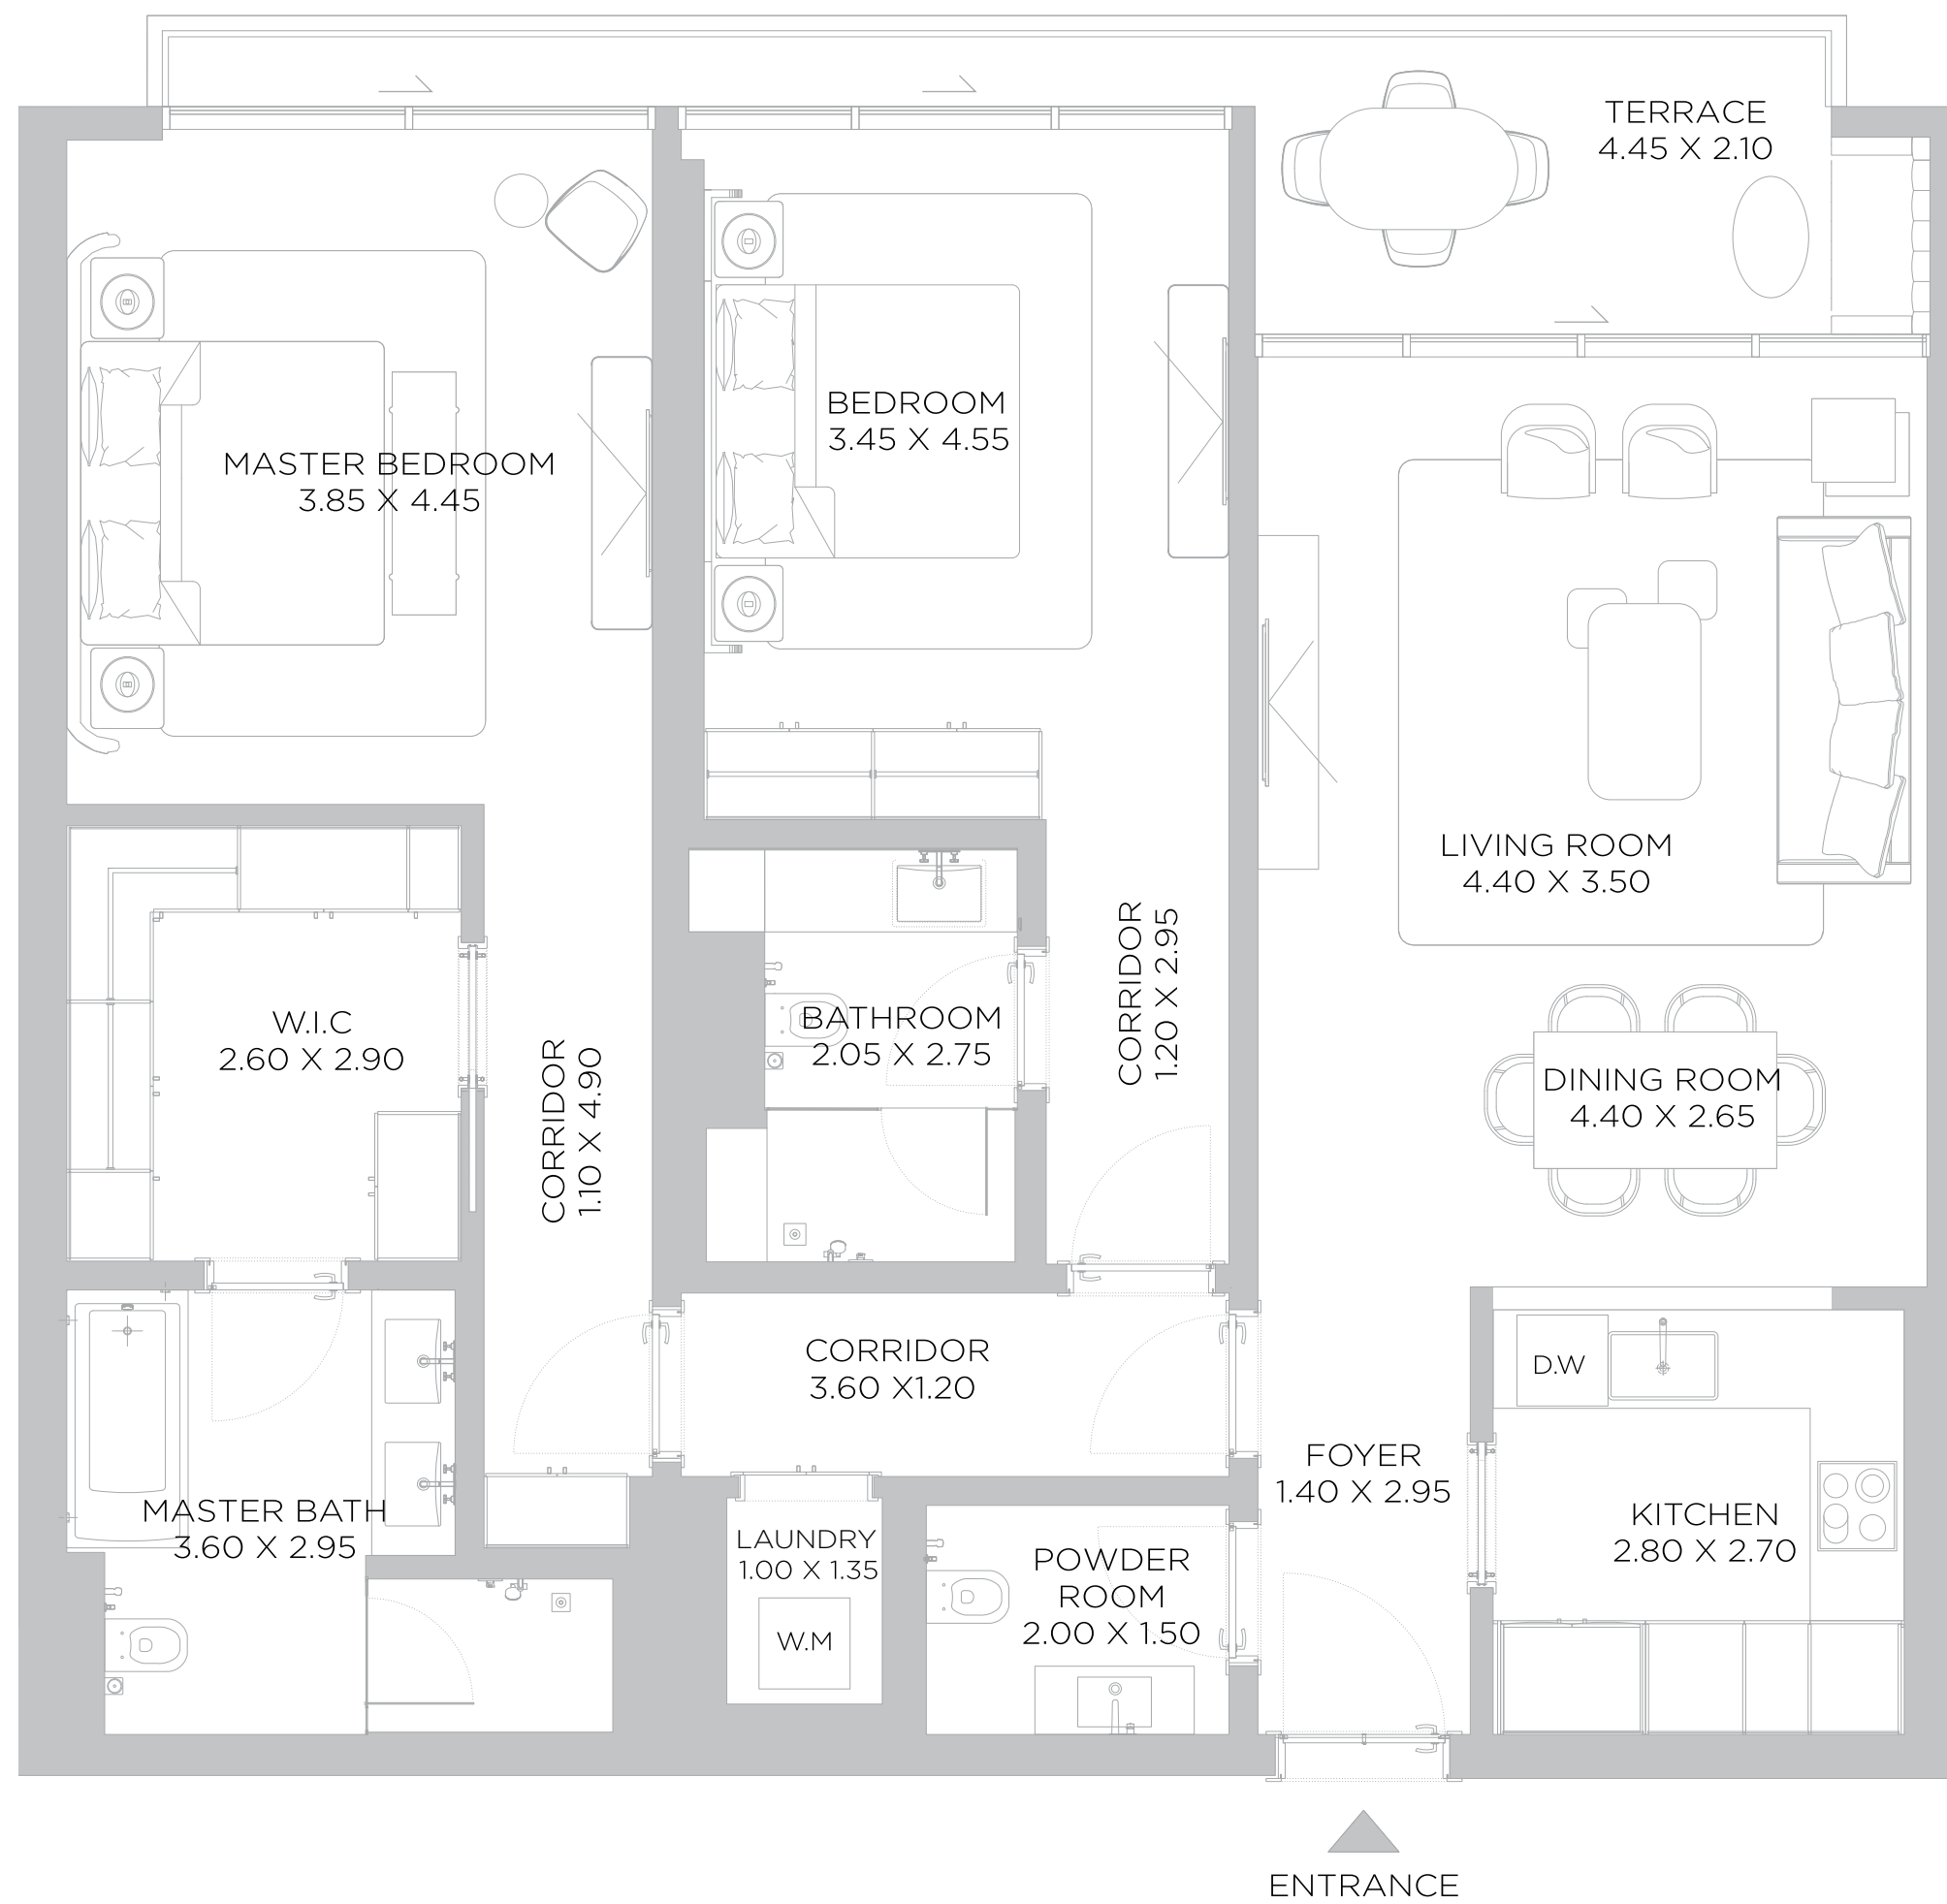 TERRACE
4.45 X 2.10
BEDROOM
3.45 X 4.55
MASTER BEDROOM
3.85 X 4.45
LIVING ROOM
4.40 X 3.50
CORRIDOR
1.20 X 2.95
W.I.C
2.60 X 2.90
BATHROOM
2.05 X 2.75
CORRIDOR
1.10 X 4.90
DINING ROOM
4.40 X 2.65
CORRIDOR
3.60 X1.20
D.W
FOYER
1.40 X 2.95
KITCHEN
2.80 X 2.70
MASTER BATH
3.60 X 2.95
LAUNDRY
1.00 X 1.35
W.M
POWDER
ROOM
2.00 X 1.50
ENTRANCE